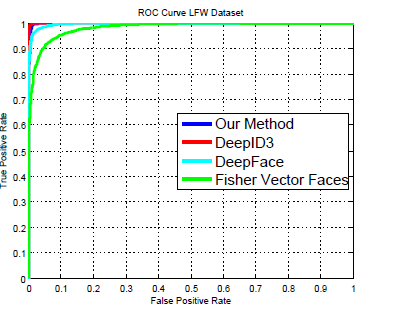 ROC Curve LFW Dataset
1
0.9
0.8
0.7
0.6
0.5
0.4
0.3
0.2
0.1
0
True Positive Rate
Our Method
DeepID3
DeepFace
Fisher Vector Faces
0 0.1 0.2 0.3 0.4 0.5 0.6 0.7 0.8 0.9 1
False Positive Rate